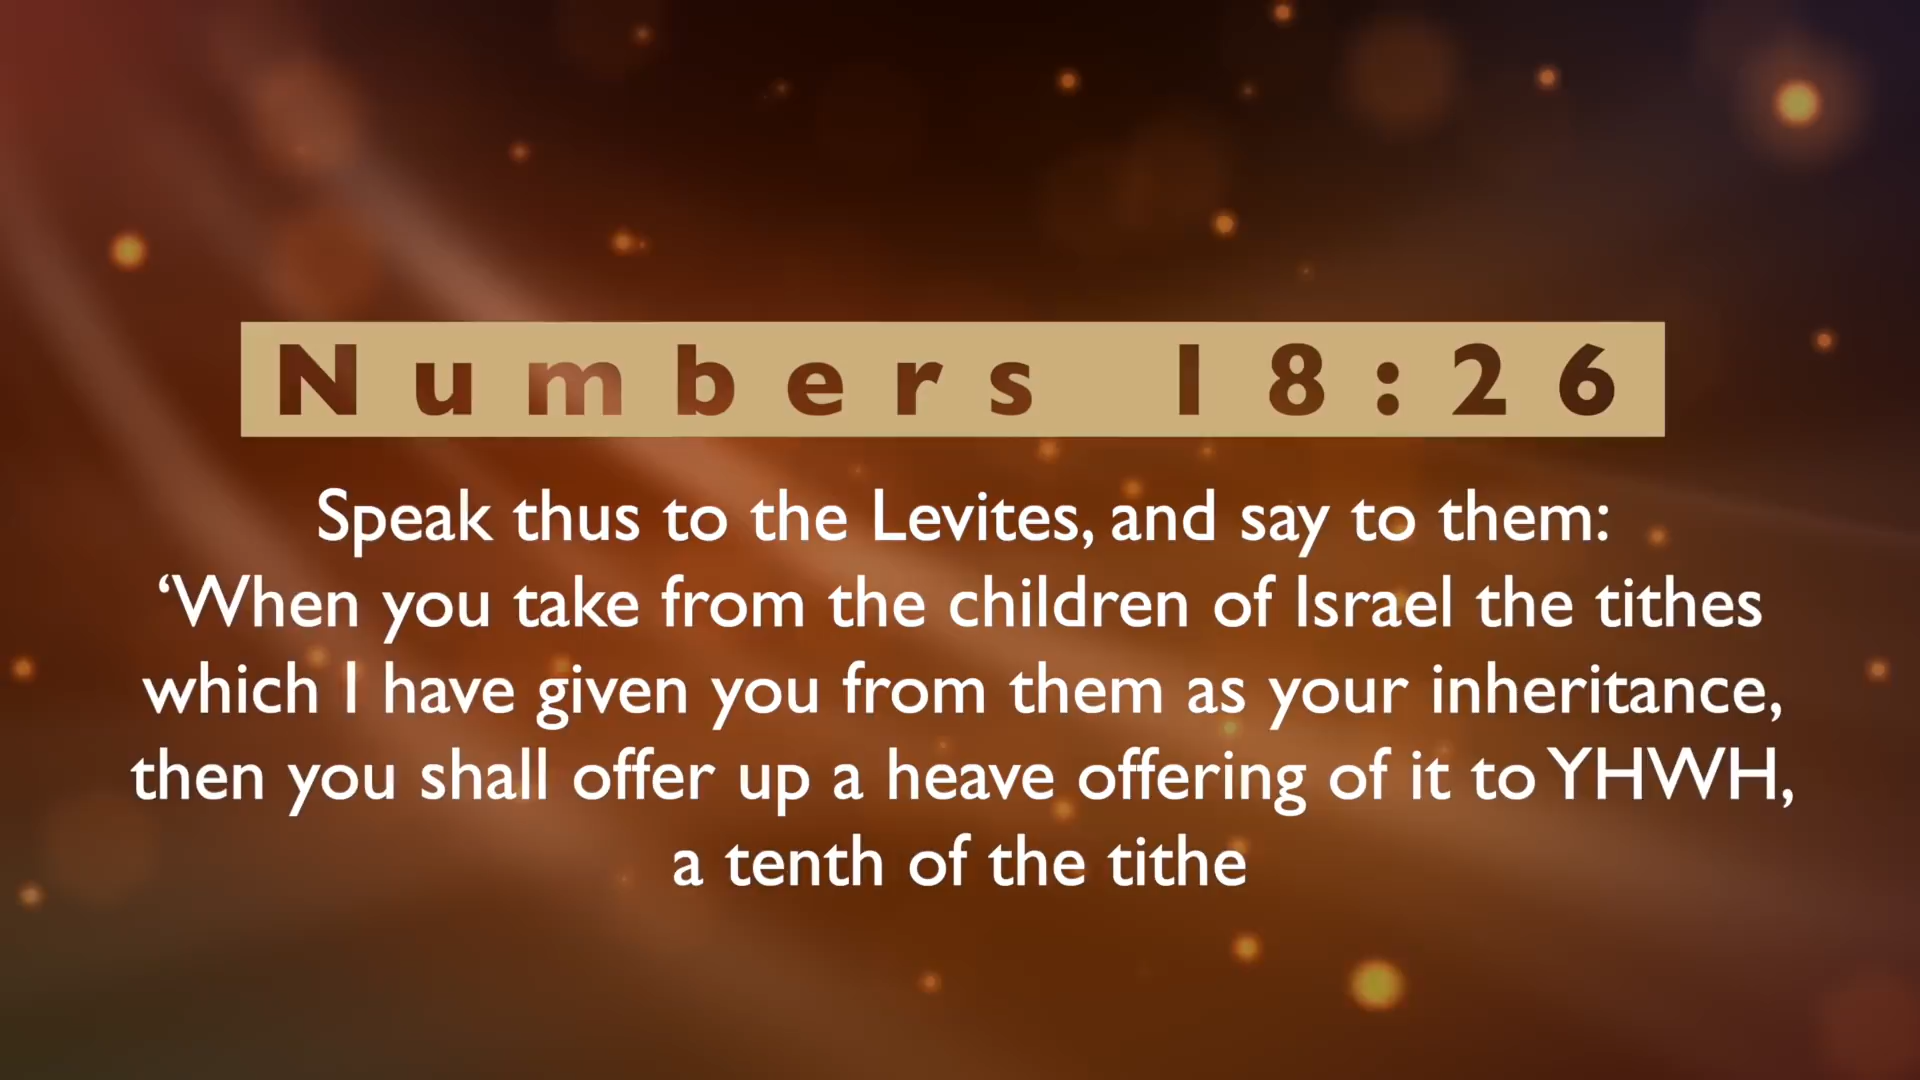 Numbers 18:26
Speak thus to the Levites, and say to them:
‘When you take from the children of Israel the tithes
which I have given you from them as your inheritance,
then you shall offer up a heave offering of it to YHWH,
a tenth of the tithe